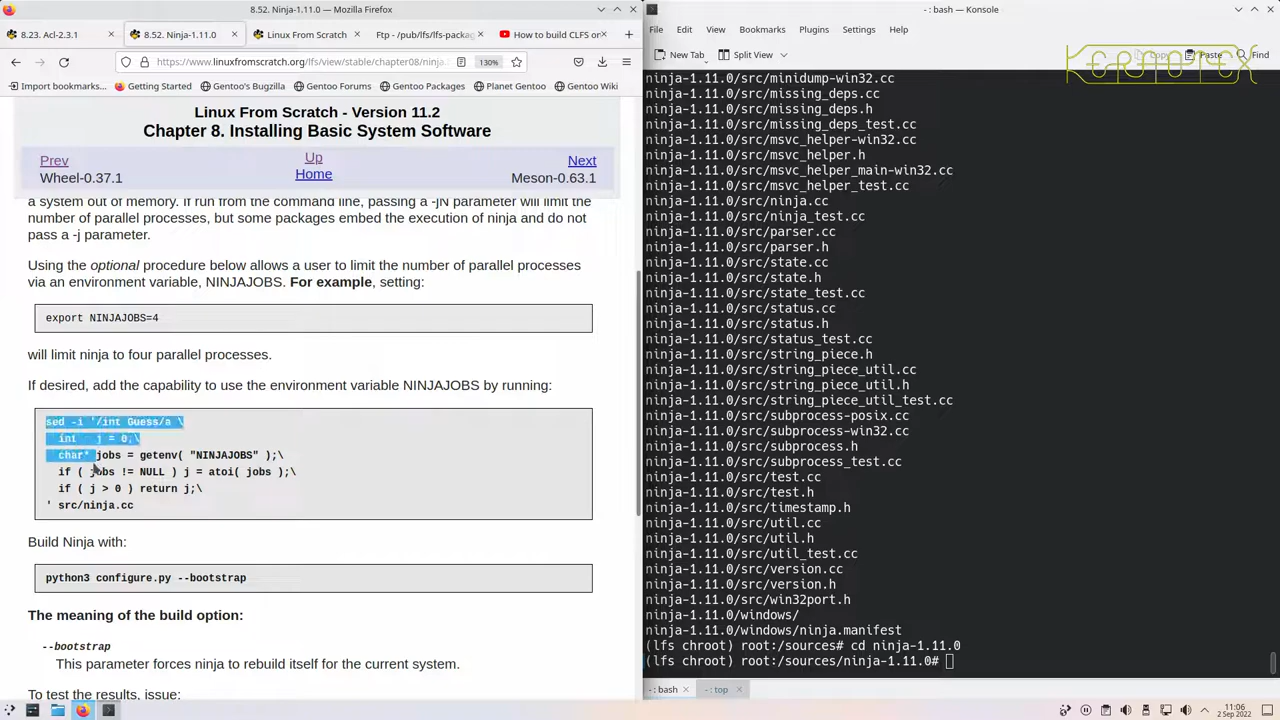 8.52. Ninja-1.11.0 — Mozilla Firefox
8.23. Acl-2.3.1
8.52. Ninja-1.11.0
Linux From Scratch
Ftp - /pub/lfs/lfs-packag
How to build CLFS on
https://www.linuxfromscratch.org/lfs/view/stable/chapter08/ninja.
Import bookmarks...
Getting Started
Gentoo's Bugzilla
Gentoo Forums
Gentoo Packages
Planet Gentoo
Gentoo Wiki
Linux From Scratch - Version 11.2
Chapter 8. Installing Basic System Software
Prev
Up
Next
Wheel-0.37.1
Home
Meson-0.63.1
a system out of memory. If run from the command line, passing a -jN parameter will limit the
number of parallel processes, but some packages embed the execution of ninja and do not
pass a -j parameter.
Using the optional procedure below allows a user to limit the number of parallel processes
via an environment variable, NINJAJOBS. For example, setting:
export NINJAJOBS=4
will limit ninja to four parallel processes.
If desired, add the capability to use the environment variable NINJAJOBS by running:
sed -i '/int Guess/a \
int j = 0;\
char* jobs = getenv( "NINJAJOBS" );\
if ( jobs != NULL ) j = atoi( jobs );\
if ( j > 0 ) return j;\
' src/ninja.cc
Build Ninja with:
python3 configure.py --bootstrap
The meaning of the build option:
--bootstrap
This parameter forces ninja to rebuild itself for the current system.
To test the results, issue:
- : bash — Konsole
File
Edit
View
Bookmarks
Plugins
Settings
Help
New Tab
Split View
Copy
Paste
Find
KERNOTEX
ninja-1.11.0/src/minidump-win32.cc
ninja-1.11.0/src/missing_deps.cc
ninja-1.11.0/src/missing_deps.h
ninja-1.11.0/src/missing_deps_test.cc
ninja-1.11.0/src/msvc_helper-win32.cc
ninja-1.11.0/src/msvc_helper.h
ninja-1.11.0/src/msvc_helper_main-win32.cc
ninja-1.11.0/src/msvc_helper_test.cc
ninja-1.11.0/src/ninja.cc
ninja-1.11.0/src/ninja_test.cc
ninja-1.11.0/src/parser.cc
ninja-1.11.0/src/parser.h
ninja-1.11.0/src/state.cc
ninja-1.11.0/src/state.h
ninja-1.11.0/src/state_test.cc
ninja-1.11.0/src/status.cc
ninja-1.11.0/src/status.h
ninja-1.11.0/src/status_test.cc
ninja-1.11.0/src/string_piece.h
ninja-1.11.0/src/string_piece_util.cc
ninja-1.11.0/src/string_piece_util.h
ninja-1.11.0/src/string_piece_util_test.cc
ninja-1.11.0/src/subprocess-posix.cc
ninja-1.11.0/src/subprocess-win32.cc
ninja-1.11.0/src/subprocess.h
ninja-1.11.0/src/subprocess_test.cc
ninja-1.11.0/src/test.cc
ninja-1.11.0/src/test.h
ninja-1.11.0/src/timestamp.h
ninja-1.11.0/src/util.cc
ninja-1.11.0/src/util.h
ninja-1.11.0/src/util_test.cc
ninja-1.11.0/src/version.cc
ninja-1.11.0/src/version.h
ninja-1.11.0/src/win32port.h
ninja-1.11.0/windows/
ninja-1.11.0/windows/ninja.manifest
(lfs chroot) root:/sources# cd ninja-1.11.0
(lfs chroot) root:/sources/ninja-1.11.0#
- : bash
- : top
11:06
2 Sep 2022